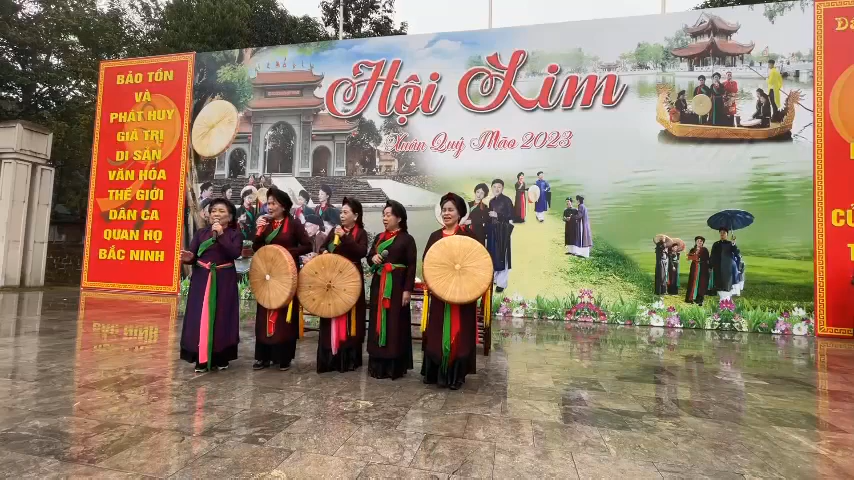 BẢO TỒN
VÀ
PHÁT HUY
GIÁ TRỊ
DI SẢN
VĂN HÓA
THẾ GIỚI
DÂN CA
QUAN HỌ
BẮC NINH
Hội Lim
Xuân Quý Mão 2023